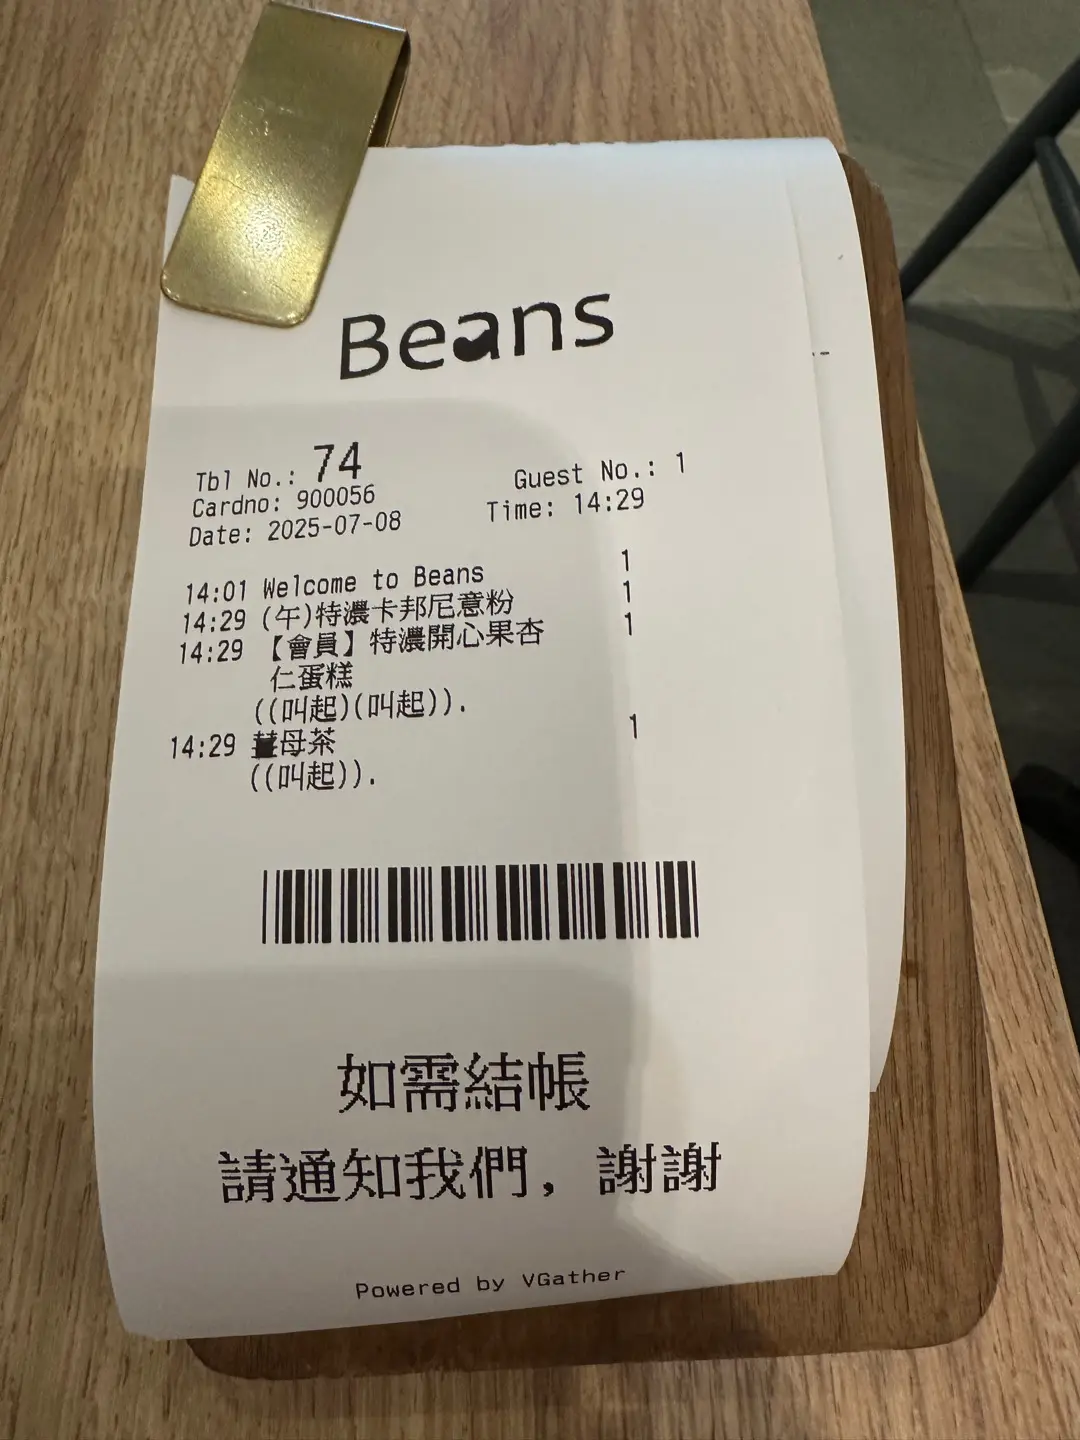 Beans
Tbl No.: 74
Guest No.: 1
Cardno: 900056
Time: 14:29
Date: 2025-07-08
14:01 Welcome to Beans 1
14:29 (午)特濃卡邦尼意粉 1
14:29 【會員】特濃開心果杏 1
仁蛋糕
((叫起)(叫起)).
14:29 母茶 1
((叫起)).
如需結帳
請通知我們，謝謝
Powered by VGather